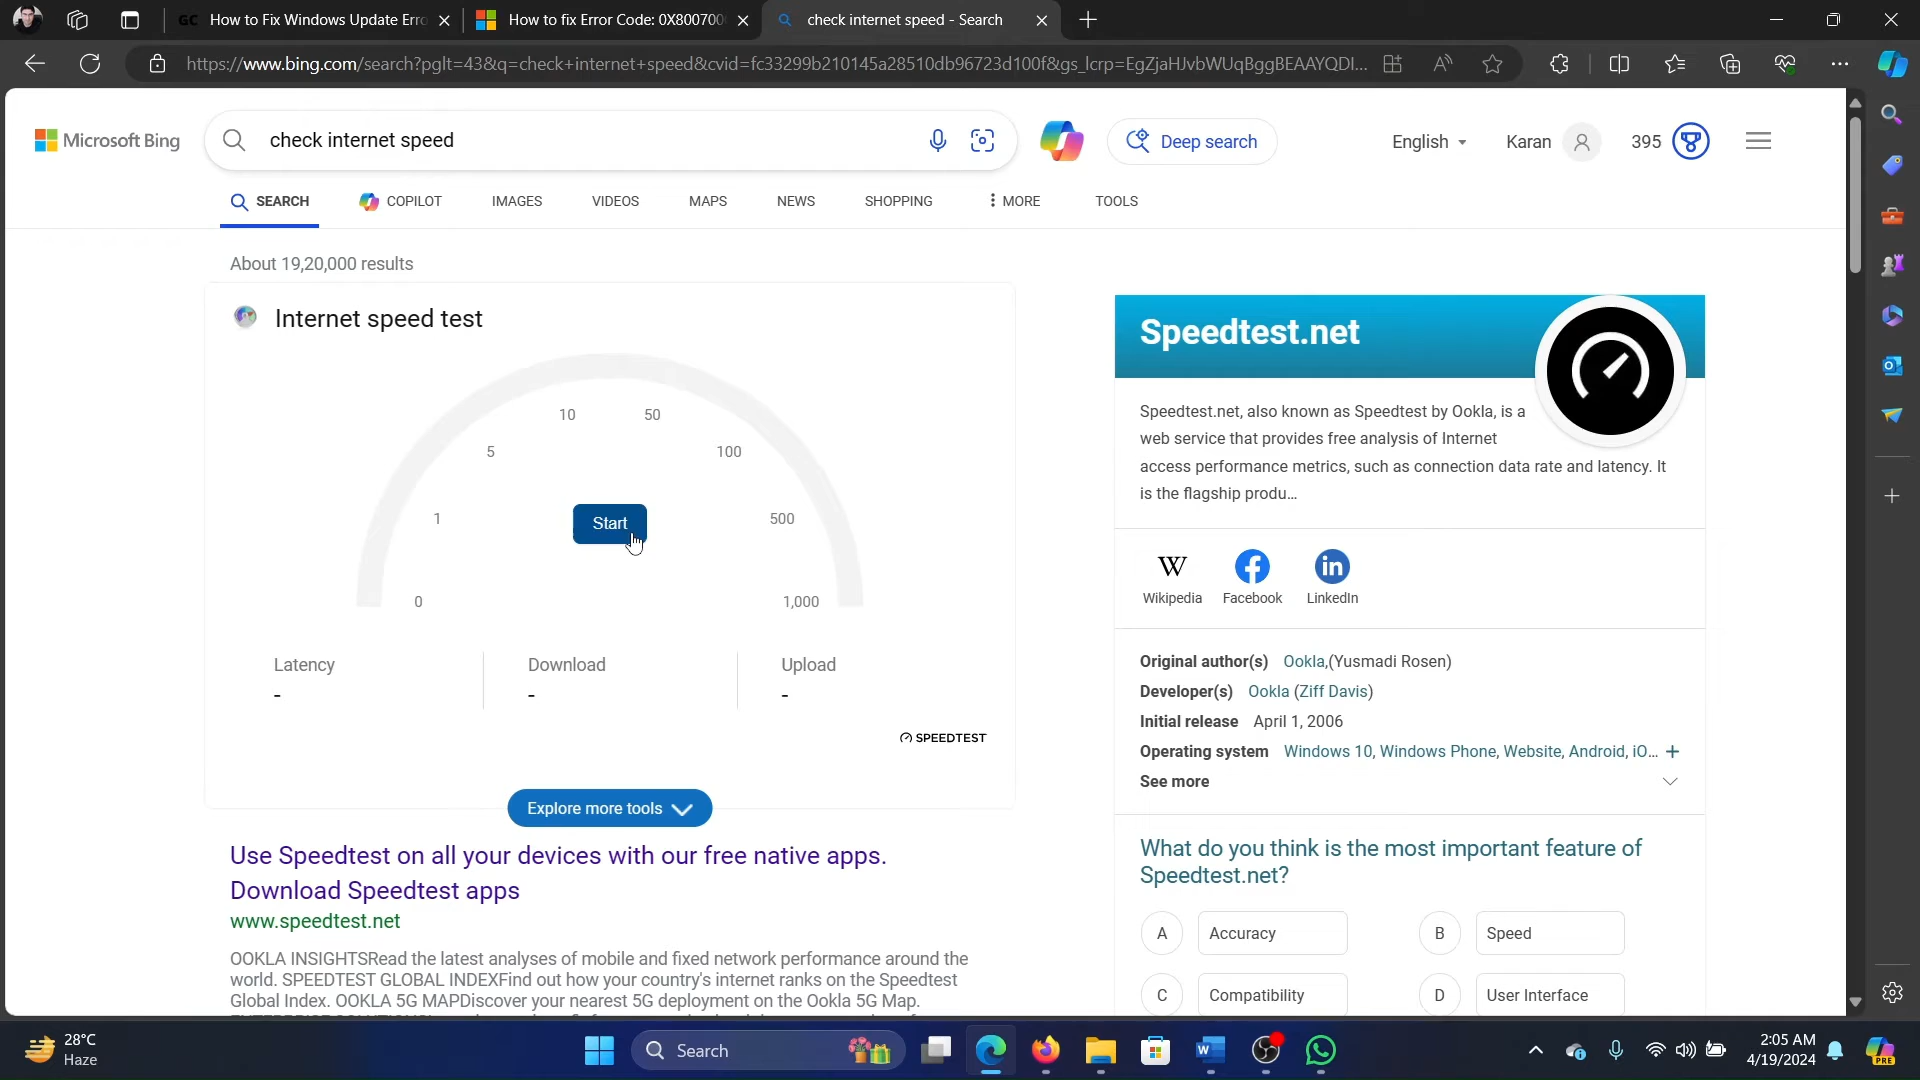 GC How to Fix Windows Update Erro
How to fix Error Code: 0X800700
check internet speed - Search
https://www.bing.com/search?pglt=43&q=check+internet+speed&cvid=fc33299b210145a28510db96723d100f&gs_lcrp=EgZjaHJvbWUqBggBEAAYQDI...
Microsoft Bing
check internet speed
Deep search
English
Karan
395
SEARCH
COPILOT
IMAGES
VIDEOS
MAPS
NEWS
SHOPPING
MORE
TOOLS
About 19,20,000 results
Internet speed test
10 50
5 100
1 500
Start
0 1,000
Latency
-
Download
-
Upload
-
SPEEDTEST
Explore more tools
Use Speedtest on all your devices with our free native apps.
Download Speedtest apps
www.speedtest.net
OOKLA INSIGHTSRead the latest analyses of mobile and fixed network performance around the
world. SPEEDTEST GLOBAL INDEXFind out how your country's internet ranks on the Speedtest
Global Index. OOKLA 5G MAPDiscover your nearest 5G deployment on the Ookla 5G Map.
Speedtest.net
Speedtest.net, also known as Speedtest by Ookla, is a
web service that provides free analysis of Internet
access performance metrics, such as connection data rate and latency. It
is the flagship produ...
W
Wikipedia
Facebook
in
LinkedIn
Original author(s) Ookla,(Yusmadi Rosen)
Developer(s) Ookla (Ziff Davis)
Initial release April 1, 2006
Operating system Windows 10, Windows Phone, Website, Android, iO... +
See more
What do you think is the most important feature of
Speedtest.net?
A Accuracy
B Speed
C Compatibility
D User Interface
28°C
Haze
Search
2:05 AM
4/19/2024
PRE